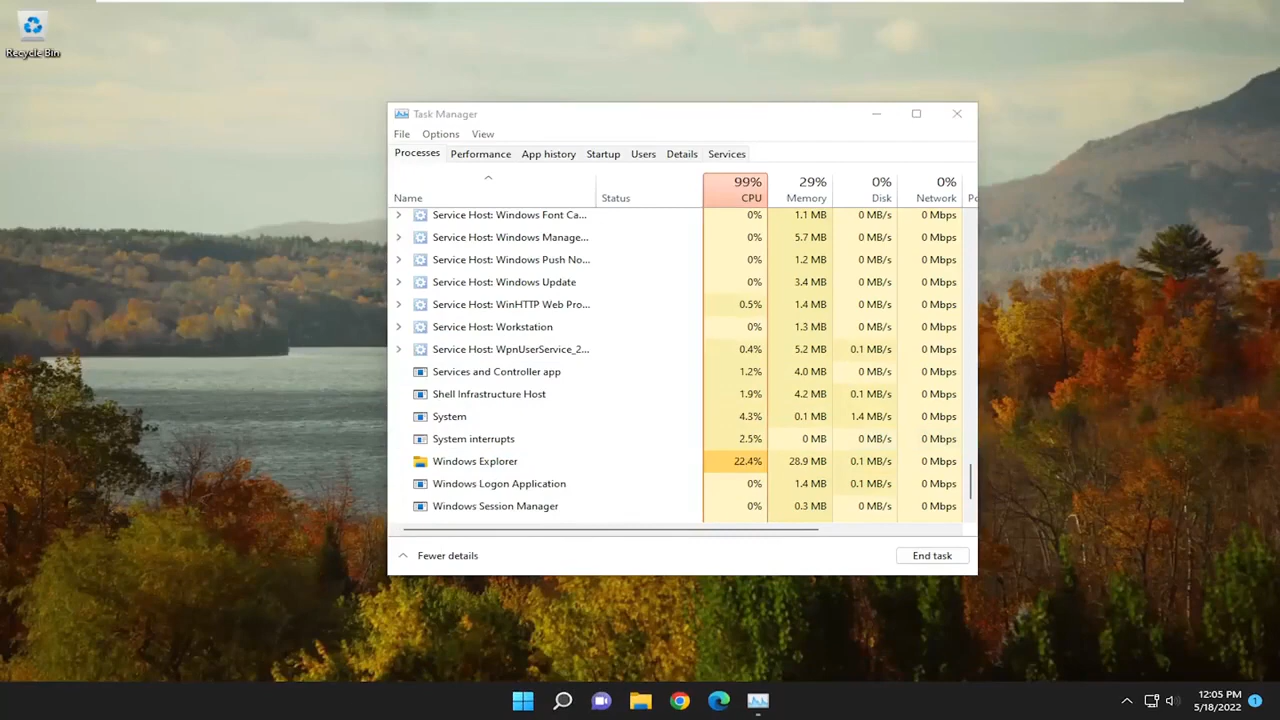 Recycle Bin
Task Manager
File Options View
Processes Performance App history Startup Users Details Services
99% 29% 0% 0%
Name Status CPU Memory Disk Network Po
Service Host: Windows Font Ca... 0% 1.1 MB 0 MB/s 0 Mbps
Service Host: Windows Manage... 0% 5.7 MB 0 MB/s 0 Mbps
Service Host: Windows Push No... 0% 1.2 MB 0 MB/s 0 Mbps
Service Host: Windows Update 0% 3.4 MB 0 MB/s 0 Mbps
Service Host: WinHTTP Web Pro... 0.5% 1.4 MB 0 MB/s 0 Mbps
Service Host: Workstation 0% 1.3 MB 0 MB/s 0 Mbps
Service Host: WpnUserService_2... 0.4% 5.2 MB 0.1 MB/s 0 Mbps
Services and Controller app 1.2% 4.0 MB 0 MB/s 0 Mbps
Shell Infrastructure Host 1.9% 4.2 MB 0.1 MB/s 0 Mbps
System 4.3% 0.1 MB 1.4 MB/s 0 Mbps
System interrupts 2.5% 0 MB 0 MB/s 0 Mbps
Windows Explorer 22.4% 28.9 MB 0.1 MB/s 0 Mbps
Windows Logon Application 0% 1.4 MB 0.1 MB/s 0 Mbps
Windows Session Manager 0% 0.3 MB 0 MB/s 0 Mbps
Fewer details End task
12:05 PM
5/18/2022 1